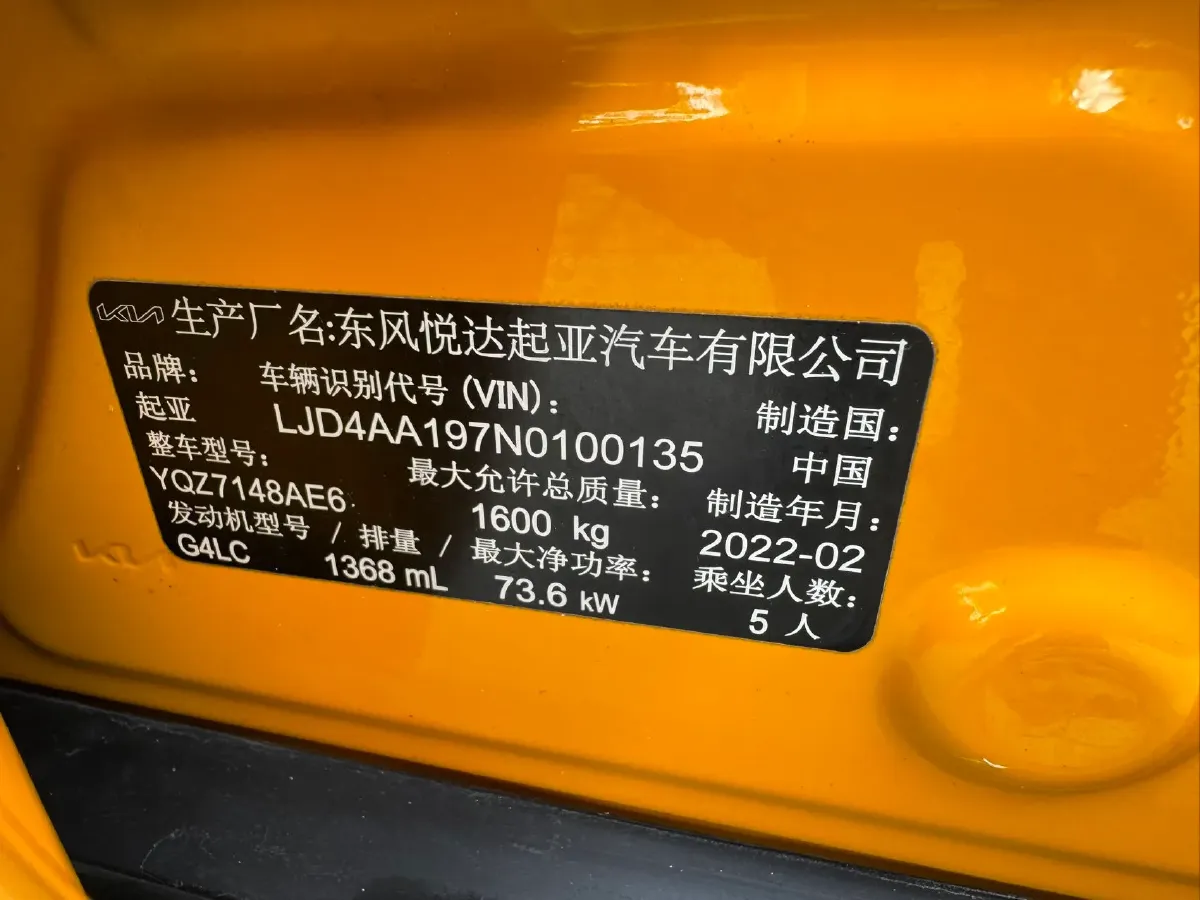 KIA 生产厂名:东风悦达起亚汽车有限公司
品牌: 车辆识别代号 (VIN): 制造国:
起亚 LJD4AA197N0100135 中国
整车型号: 最大允许总质量: 制造年月:
YQZ7148AE6 1600 kg 2022-02
发动机型号 / 排量 / 最大净功率: 乘坐人数:
G4LC 1368 mL 73.6 kW 5 人